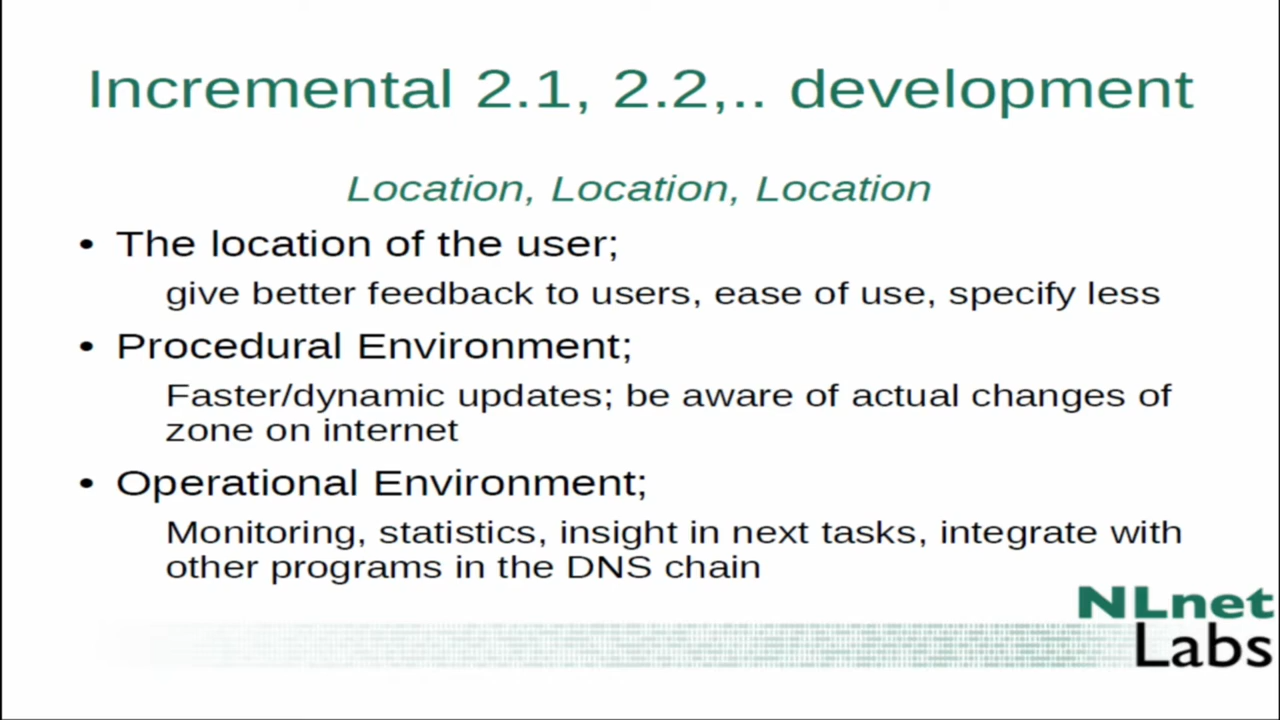 Incremental 2.1, 2.2,.. development
Location, Location, Location
• The location of the user;
give better feedback to users, ease of use, specify less
• Procedural Environment;
Faster/dynamic updates; be aware of actual changes of
zone on internet
• Operational Environment;
Monitoring, statistics, insight in next tasks, integrate with
other programs in the DNS chain
NLnet
Labs